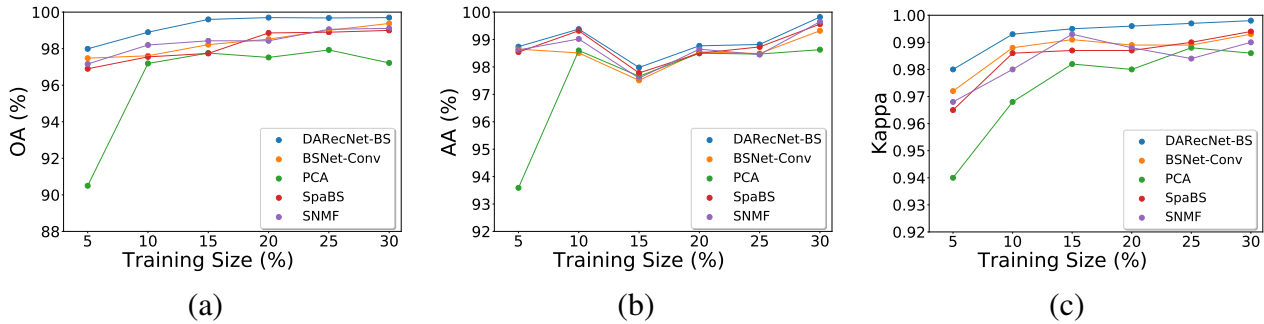 OA (%)
100
98
96
94
92
90
88
5 10 15 20 25 30
Training Size (%)
DARecNet-BS
BSNet-Conv
PCA
SpaBS
SNMF
(a)
AA (%)
100
99
98
97
96
95
94
93
92
5 10 15 20 25 30
Training Size (%)
DARecNet-BS
BSNet-Conv
PCA
SpaBS
SNMF
(b)
Kappa
1.00
0.99
0.98
0.97
0.96
0.95
0.94
0.93
0.92
5 10 15 20 25 30
Training Size (%)
DARecNet-BS
BSNet-Conv
PCA
SpaBS
SNMF
(c)